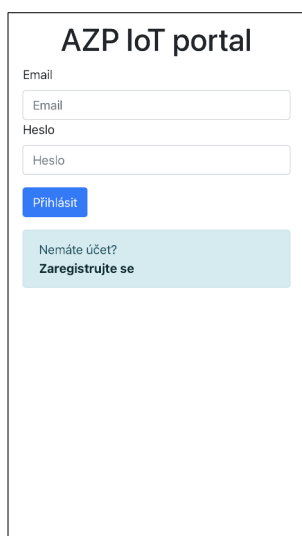 AZP IoT portal
Email
Email
Heslo
Heslo
Přihlásit
Nemáte účet?
Zaregistrujte se